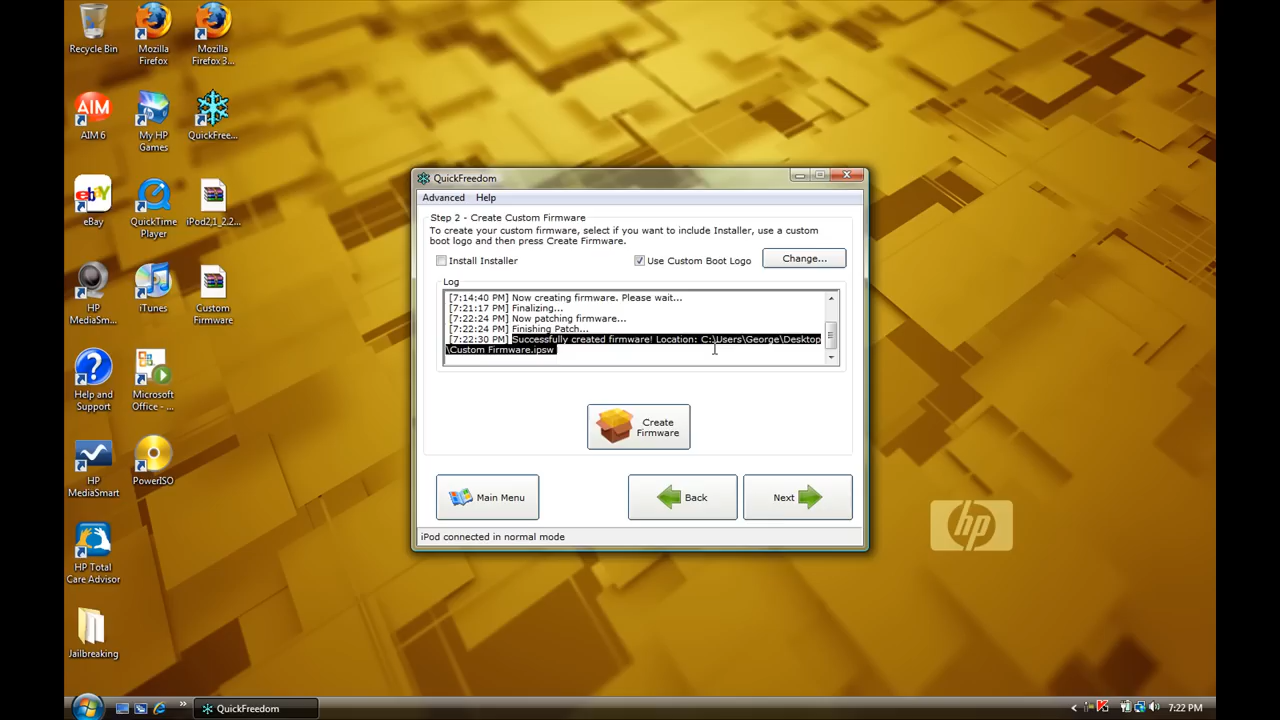 Recycle Bin
Mozilla
Firefox
Mozilla
Firefox 3...
AIM
AIM 6
My HP
Games
QuickFree...
ebY
eBay
QuickTime
Player
iPod2,1_2.2...
HP
MediaSm...
iTunes
Custom
Firmware
Help and
Support
Microsoft
Office - ...
HP
MediaSmart
PowerISO
HP Total
Care Advisor
Jailbreaking
QuickFreedom
Advanced Help
Step 2 - Create Custom Firmware
To create your custom firmware, select if you want to include Installer, use a custom
boot logo and then press Create Firmware.
Install Installer
Use Custom Boot Logo
Change...
Log
[7:14:40 PM] Now creating firmware. Please wait...
[7:21:17 PM] Finalizing...
[7:22:24 PM] Now patching firmware...
[7:22:24 PM] Finishing Patch...
[7:22:30 PM] Successfully created firmware! Location: C:\Users\George\Desktop
\Custom Firmware.ipsw
Create
Firmware
Main Menu
Back
Next
iPod connected in normal mode
hp
QuickFreedom
7:22 PM